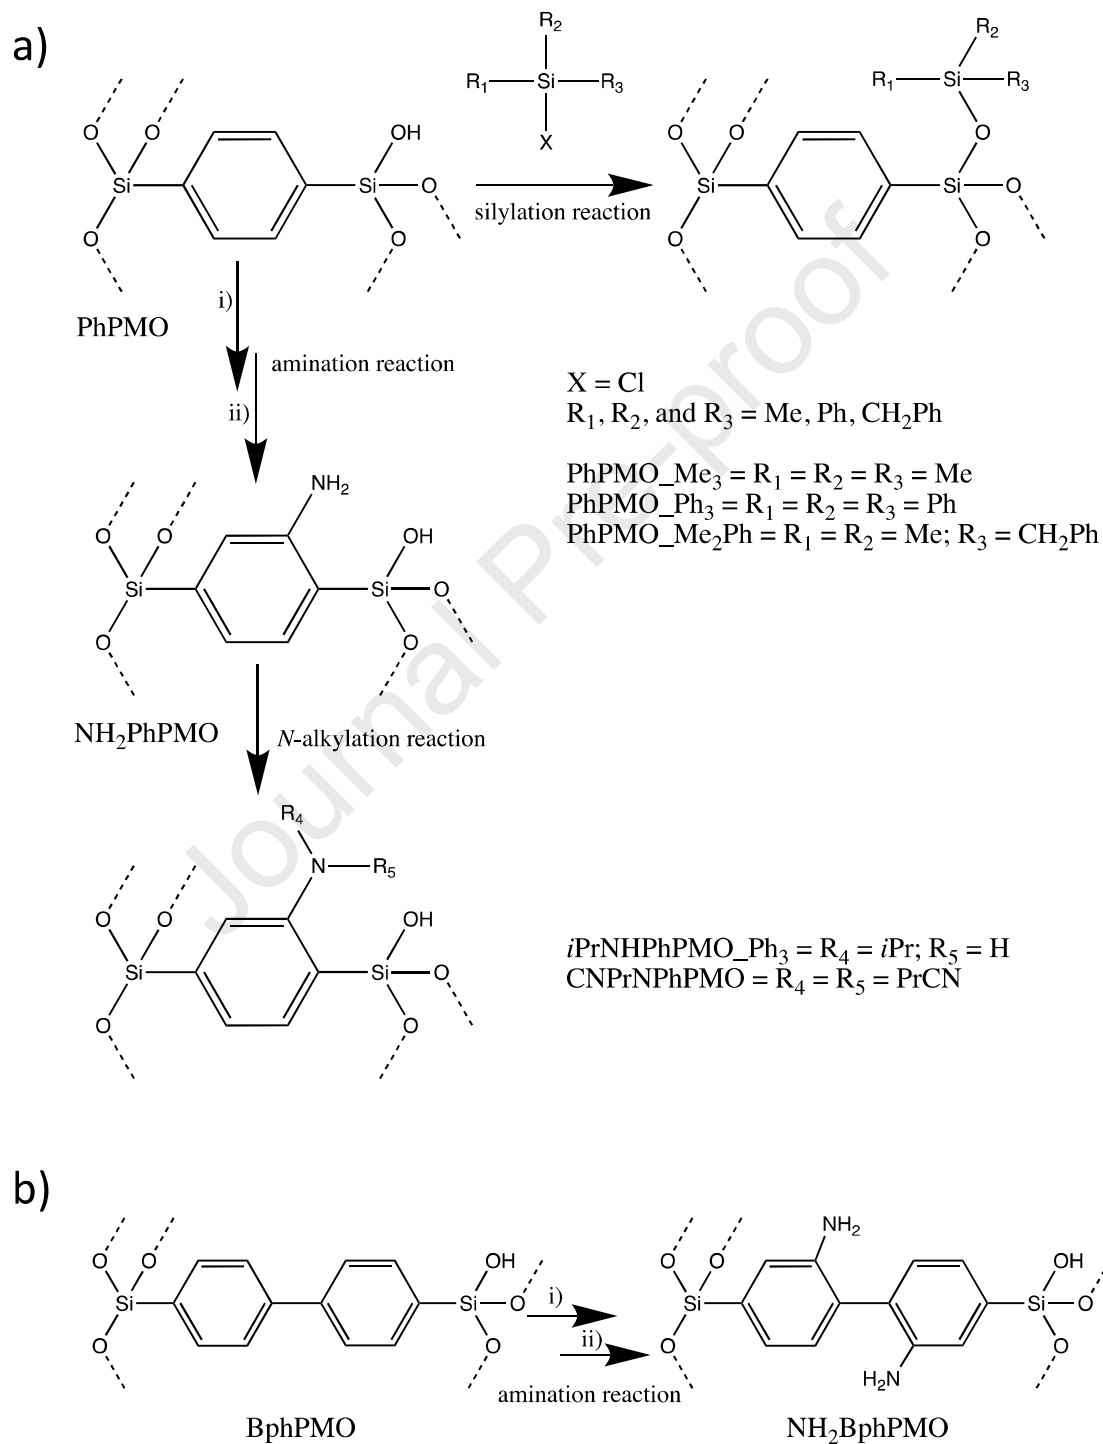 a)
R2
R1 Si R3
X
O O OH
Si Si O
O O
silylation reaction
R2
R1 Si R3
O O O
Si Si O
O O
i)
PhPMO
amination reaction
ii)
X = Cl
R1, R2, and R3 = Me, Ph, CH2Ph
PhPMO_Me3 = R1 = R2 = R3 = Me
PhPMO_Ph3 = R1 = R2 = R3 = Ph
PhPMO_Me2Ph = R1 = R2 = Me; R3 = CH2Ph
NH2
O O OH
Si Si O
O O
NH2PhPMO
N-alkylation reaction
R4
N R5
O O OH
Si Si O
O O
iPrNHPhPMO_Ph3 = R4 = iPr; R5 = H
CNPrNPhPMO = R4 = R5 = PrCN
Journal Pre-proof
b)
O O OH
Si Si O
O O
i)
ii)
amination reaction
NH2
O O OH
Si Si O
O O
H2N
BphPMO
NH2BphPMO